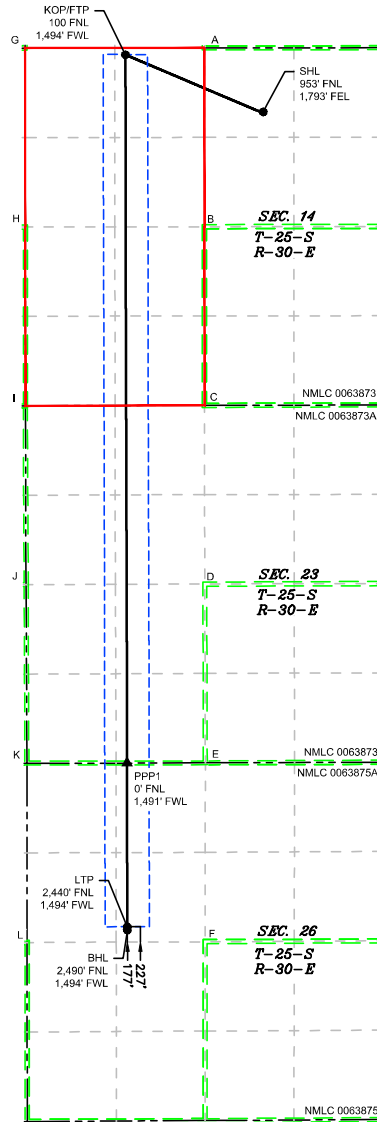 KOP/FTP
100 FNL
1,494' FWL
G
A
SHL
953' FNL
1,793' FEL
H
B
SEC. 14
T-25-S
R-30-E
I
C
NMLC 0063873
NMLC 0063873A
J
D
SEC. 23
T-25-S
R-30-E
K
E
NMLC 0063873
NMLC 0063875A
PPP1
0' FNL
1,491' FWL
LTP
2,440' FNL
1,494' FWL
L
F
SEC. 26
T-25-S
R-30-E
BHL
2,490' FNL
1,494' FWL
177'
227'
NMLC 0063875